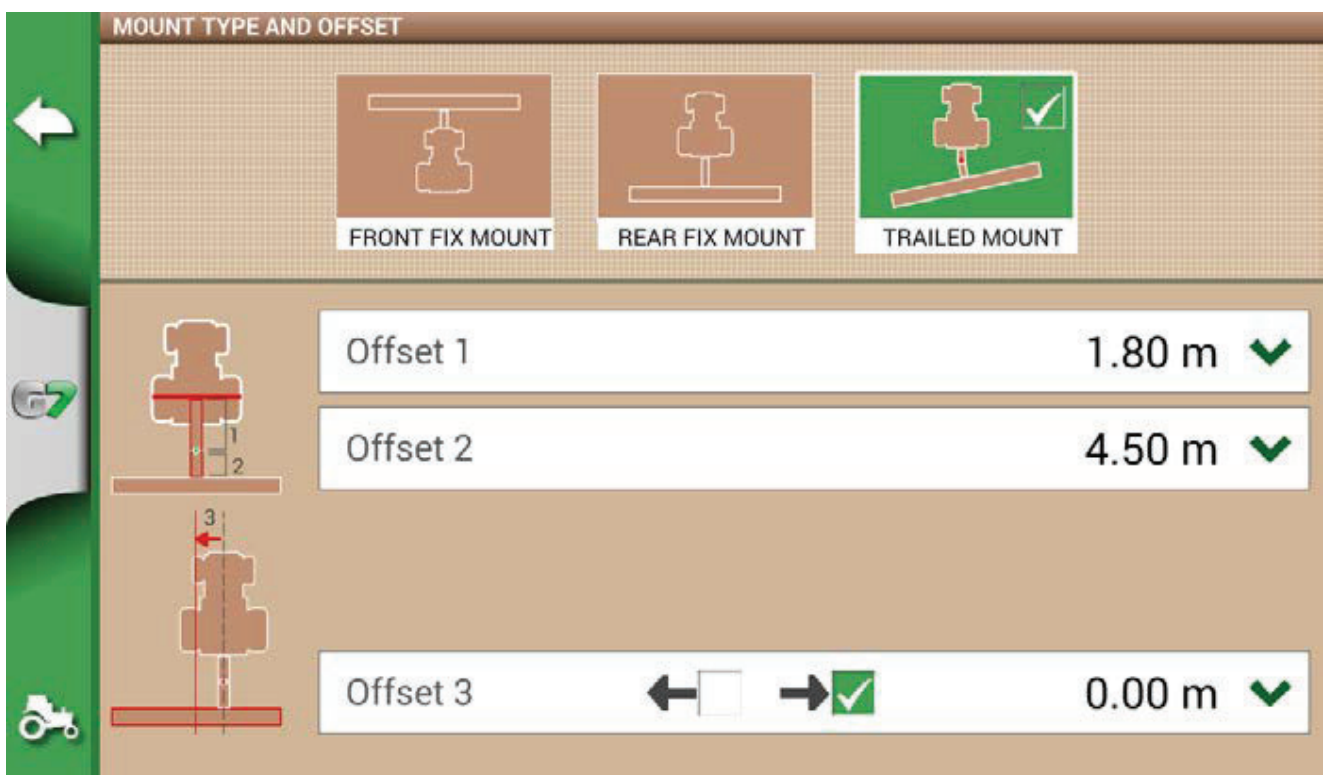 MOUNT TYPE AND OFFSET
FRONT FIX MOUNT
REAR FIX MOUNT
TRAILED MOUNT
Offset 1
1.80 m
1
2
Offset 2
4.50 m
G7
3
Offset 3
0.00 m